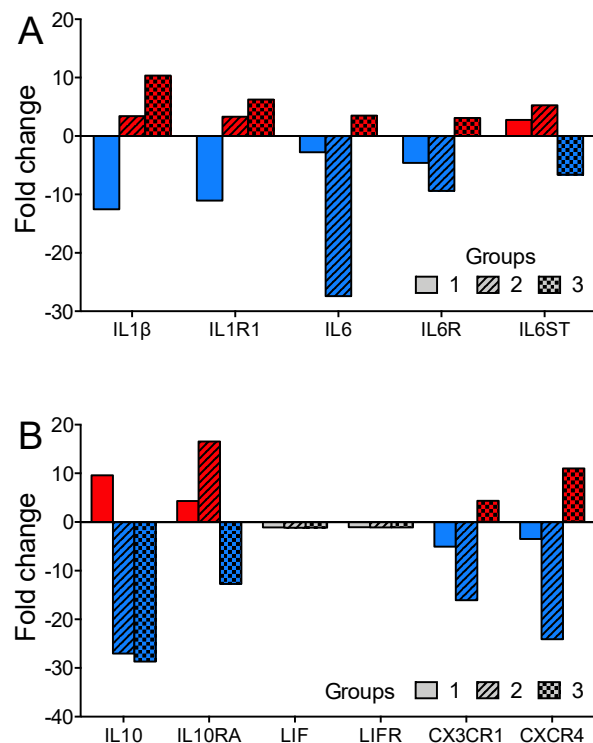 A
Fold change
20
10
0
-10
-20
-30
Groups
1 2 3
IL1β IL1R1 IL6 IL6R IL6ST
B
Fold change
20
10
0
-10
-20
-30
-40
Groups 1 2 3
IL10 IL10RA LIF LIFR CX3CR1 CXCR4